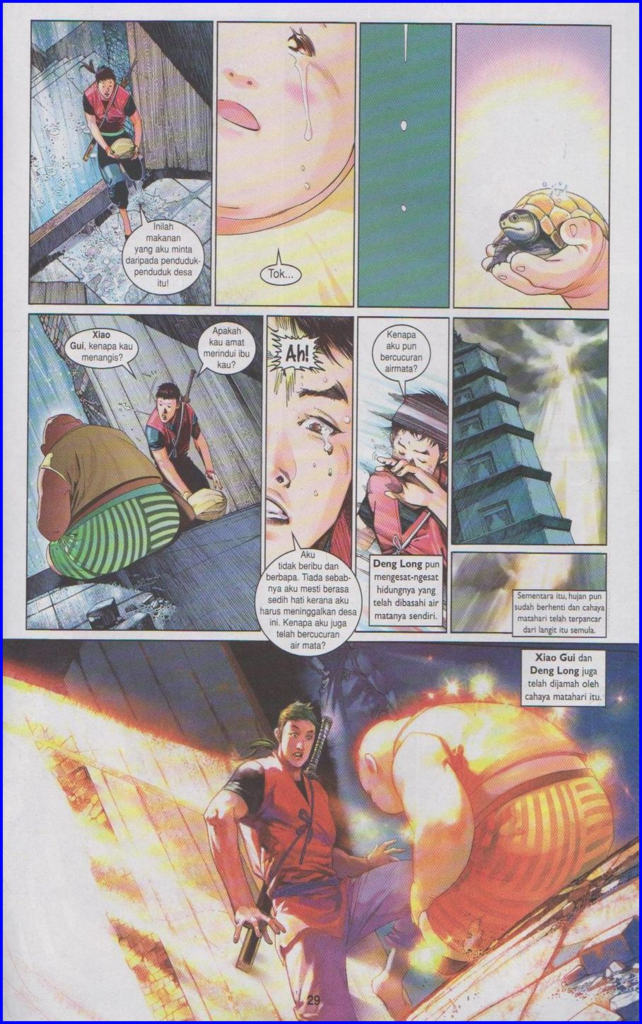 Inilah
makanan
yang aku minta
daripada penduduk-
penduduk desa
itu!
Tok...
Xiao
Gui, kenapa kau
menangis?
Apakah
kau amat
merindui ibu
kau?
Ah!
Aku
tidak beribu dan
berbapa. Tiada sebab-
nya aku mesti berasa
sedih hati kerana aku
harus meninggalkan desa
ini. Kenapa aku juga
telah bercucuran
air mata?
Kenapa
aku pun
bercucuran
airmata?
Deng Long pun
mengesat-ngesat
hidungnya yang
telah dibasahi air
matanya sendiri.
Sementara itu, hujan pun
sudah berhenti dan cahaya
matahari telah terpancar
dari langit itu semula.
Xiao Gui dan
Deng Long juga
telah dijamah oleh
cahaya matahari itu.
29